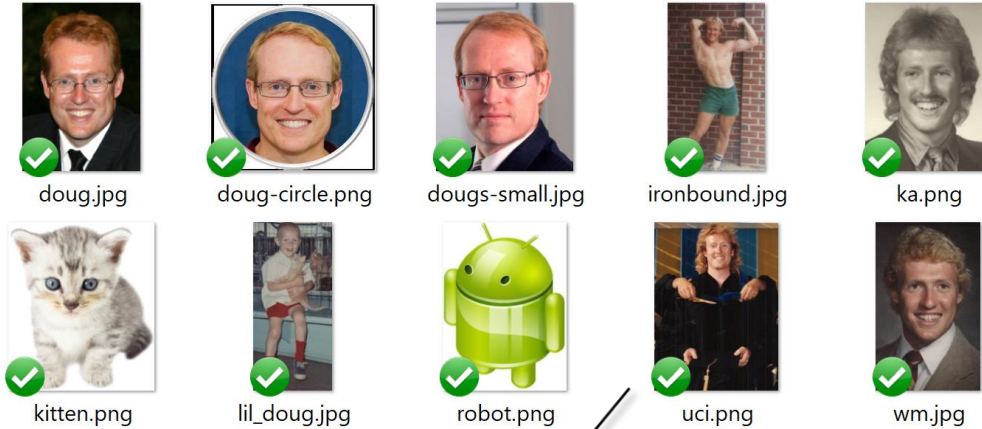 doug.jpg
doug-circle.png
dougs-small.jpg
ironbound.jpg
ka.png
kitten.png
lil_doug.jpg
robot.png
uci.png
wm.jpg